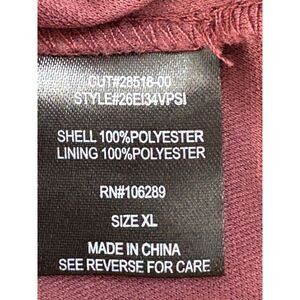 CUT#28518-00
STYLE#26EI34VPSI
SHELL 100%POLYESTER
LINING 100%POLYESTER
RN#106289
SIZE XL
MADE IN CHINA
SEE REVERSE FOR CARE